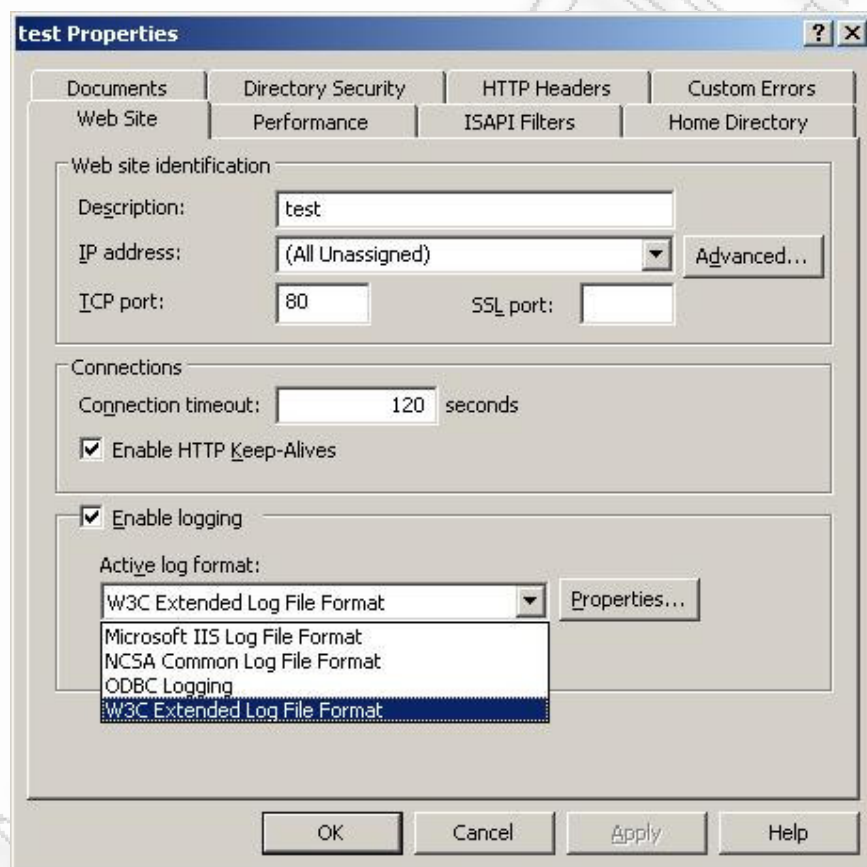 test Properties
Documents Directory Security HTTP Headers Custom Errors
Web Site Performance ISAPI Filters Home Directory
Web site identification
Description: test
IP address: (All Unassigned) Advanced...
TCP port: 80 SSL port:
Connections
Connection timeout: 120 seconds
Enable HTTP Keep-Alives
Enable logging
Active log format:
W3C Extended Log File Format Properties...
Microsoft IIS Log File Format
NCSA Common Log File Format
ODBC Logging
W3C Extended Log File Format
OK Cancel Apply Help